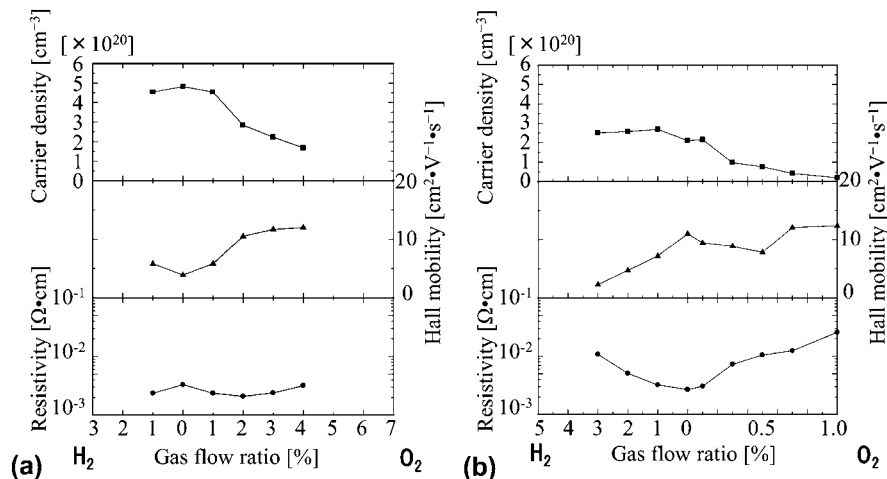 [×10²⁰]
Carrier density [cm⁻³]
6
5
4
3
2
1
0
20
Hall mobility [cm²•V⁻¹•s⁻¹]
10
0
10⁻¹
Resistivity [Ω•cm]
10⁻²
10⁻³
3 2 1 0 1 2 3 4 5 6 7
(a) H₂ Gas flow ratio [%] O₂
[×10²⁰]
Carrier density [cm⁻³]
6
5
4
3
2
1
0
20
Hall mobility [cm²•V⁻¹•s⁻¹]
10
0
10⁻¹
Resistivity [Ω•cm]
10⁻²
10⁻³
5 4 3 2 1 0 0.5 1.0
(b) H₂ Gas flow ratio [%] O₂